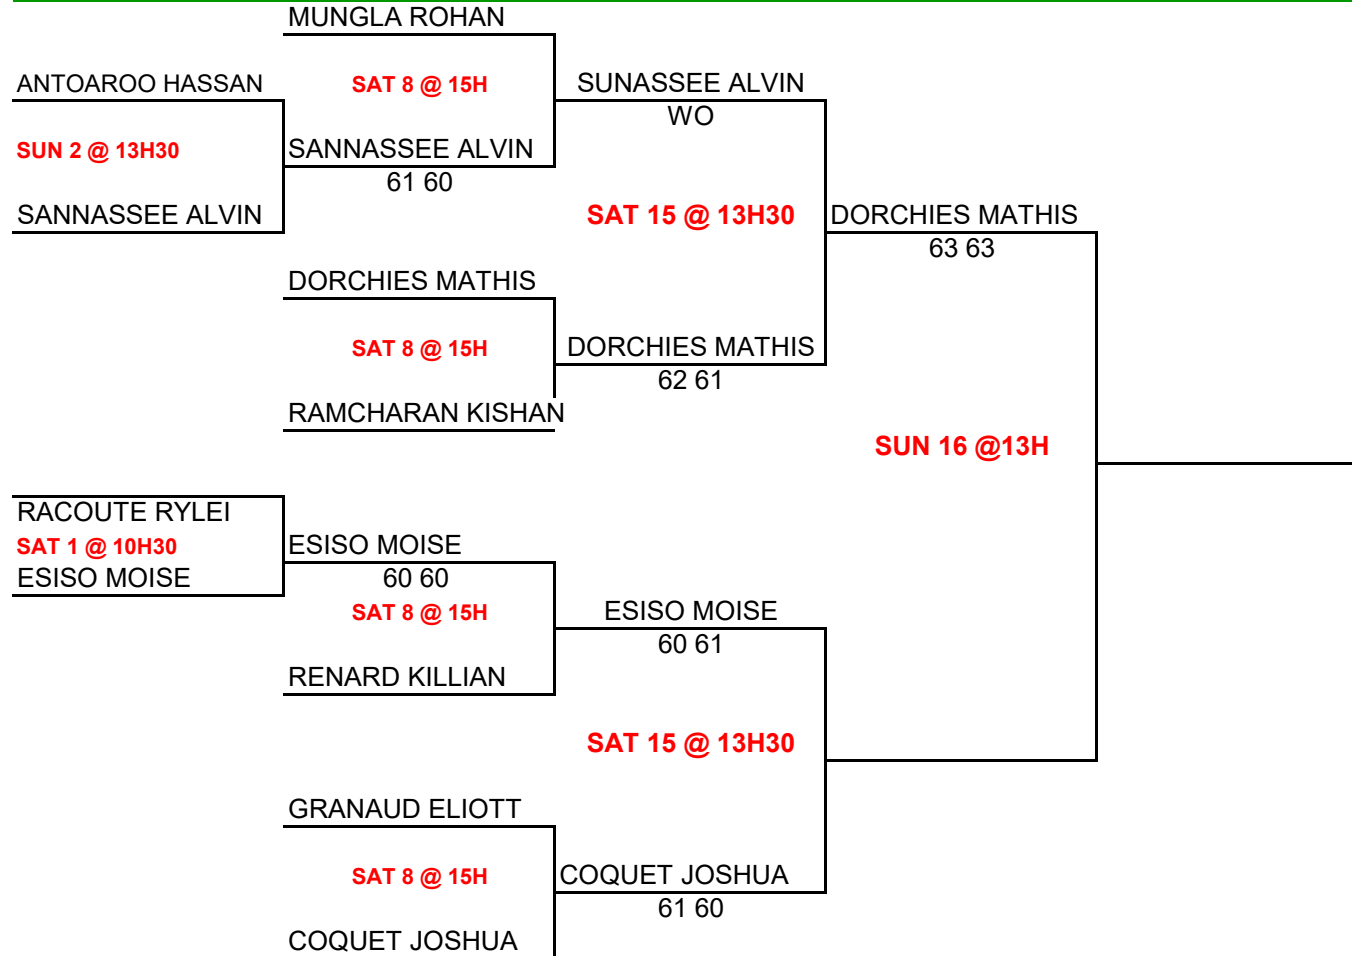 MUNGLA ROHAN
ANTOAROO HASSAN
SAT 8 @ 15H
SUNASSEE ALVIN
WO
SUN 2 @ 13H30
SANNASSEE ALVIN
61 60
SANNASSEE ALVIN
SAT 15 @ 13H30
DORCHIES MATHIS
63 63
DORCHIES MATHIS
SAT 8 @ 15H
DORCHIES MATHIS
62 61
RAMCHARAN KISHAN
SUN 16 @13H
RACOUTE RYLEI
SAT 1 @ 10H30
ESISO MOISE
ESISO MOISE
60 60
SAT 8 @ 15H
ESISO MOISE
60 61
RENARD KILLIAN
SAT 15 @ 13H30
GRANAUD ELIOTT
SAT 8 @ 15H
COQUET JOSHUA
61 60
COQUET JOSHUA